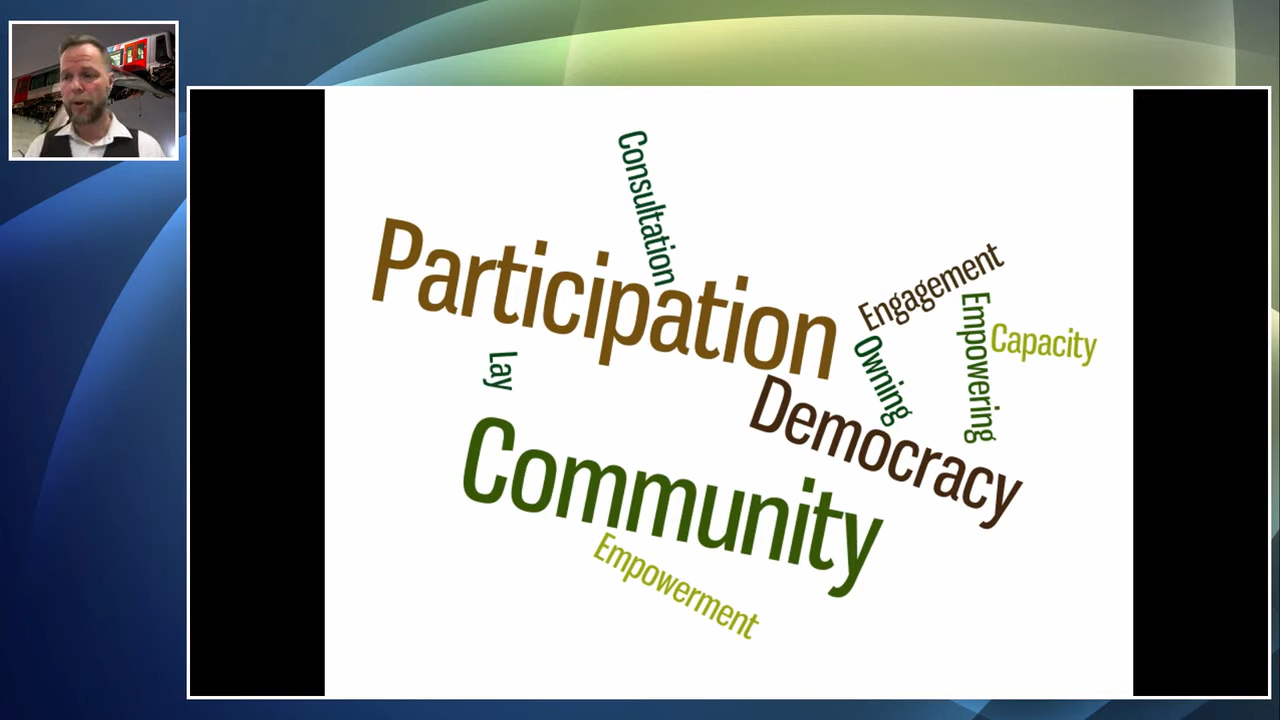 Consultation
Participation
Engagement
Empowering
Capacity
Owning
Lay
Democracy
Community
Empowerment